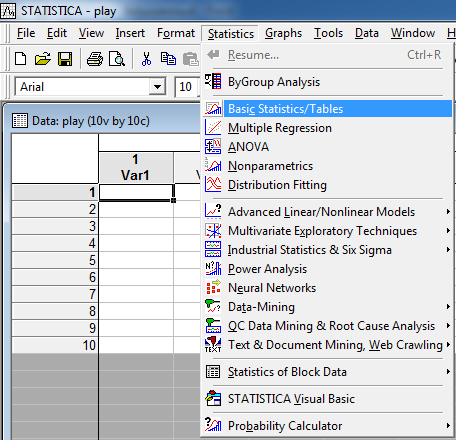 STATISTICA - play
File Edit View Insert Format Statistics Graphs Tools Data Window H
Resume... Ctrl+R
Arial 10
ByGroup Analysis
Basic Statistics/Tables
Multiple Regression
ANOVA
Nonparametrics
Distribution Fitting
Advanced Linear/Nonlinear Models
Multivariate Exploratory Techniques
Industrial Statistics & Six Sigma
Power Analysis
Neural Networks
Data-Mining
QC Data Mining & Root Cause Analysis
TEXT Text & Document Mining, Web Crawling
Statistics of Block Data
STATISTICA Visual Basic
Probability Calculator
Data: play (10v by 10c)
1
Var1
V
1
2
3
4
5
6
7
8
9
10